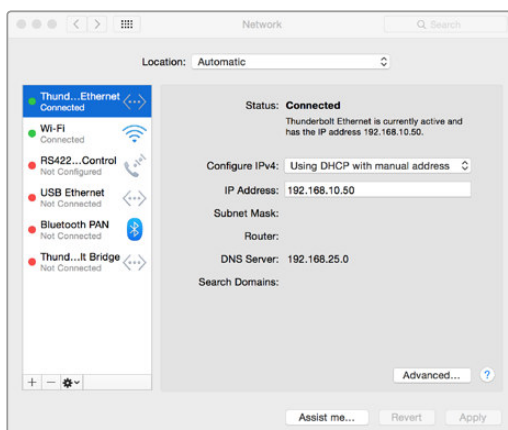 Network
Search
Location: Automatic
Thund...Ethernet
Connected
Wi-Fi
Connected
RS422...Control
Not Configured
USB Ethernet
Not Connected
Bluetooth PAN
Not Connected
Thund...lt Bridge
Not Connected
Status: Connected
Thunderbolt Ethernet is currently active and
has the IP address 192.168.10.50.
Configure IPv4: Using DHCP with manual address
IP Address: 192.168.10.50
Subnet Mask:
Router:
DNS Server: 192.168.25.0
Search Domains:
Advanced... ?
Assist me... Revert Apply